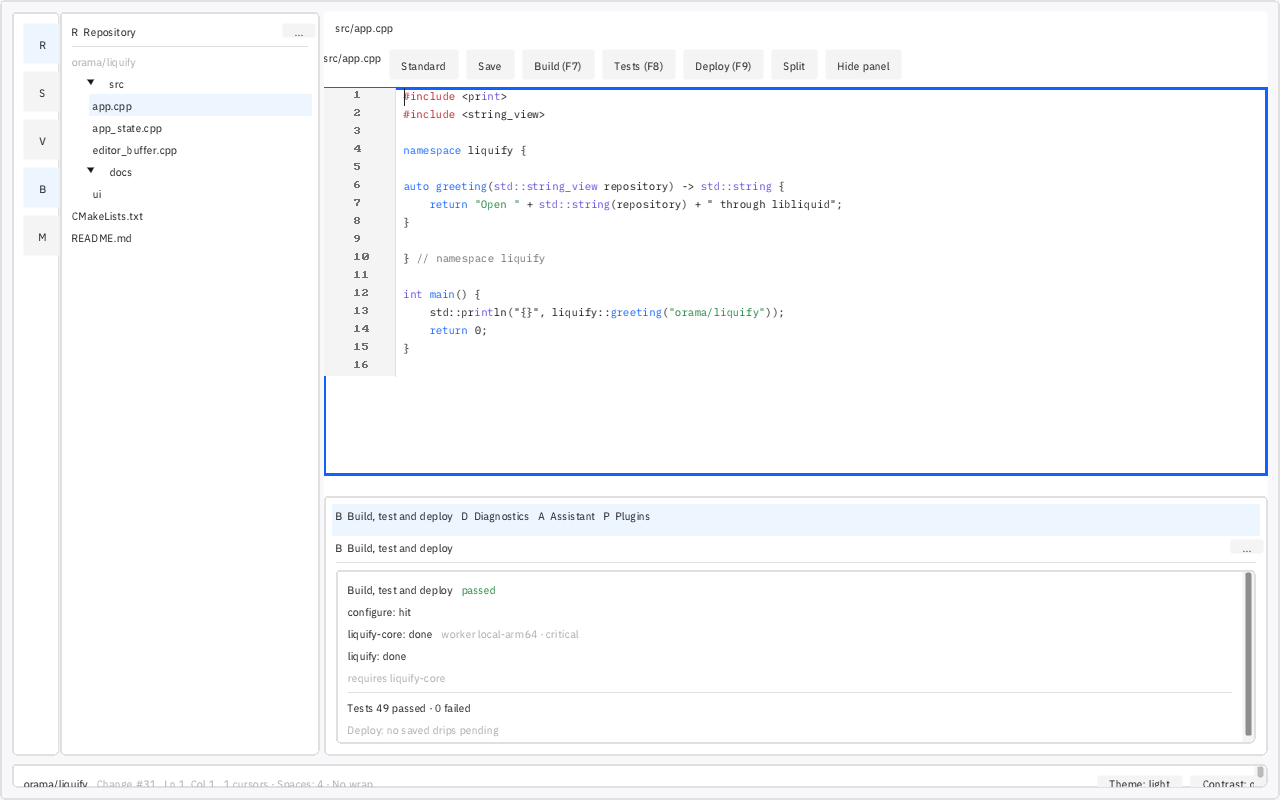 R
S
V
B
M
R Repository ...
orama/liquify
src
app.cpp
app_state.cpp
editor_buffer.cpp
docs
ui
CMakeLists.txt
README.md
src/app.cpp
src/app.cpp Standard Save Build (F7) Tests (F8) Deploy (F9) Split Hide panel
1 #include <print>
2 #include <string_view>
3
4 namespace liquify {
5
6 auto greeting(std::string_view repository) -> std::string {
7 return "Open " + std::string(repository) + " through libliquid";
8 }
9
10 } // namespace liquify
11
12 int main() {
13 std::println("{}", liquify::greeting("orama/liquify"));
14 return 0;
15 }
16
B Build, test and deploy D Diagnostics A Assistant P Plugins
B Build, test and deploy ...
Build, test and deploy passed
configure: hit
liquify-core: done worker local-arm64 · critical
liquify: done
requires liquify-core
Tests 49 passed · 0 failed
Deploy: no saved drips pending
orama/liquify Change #31 Ln 1, Col 1 1 cursors · Spaces: 4 · No wrap Theme: light Contrast: